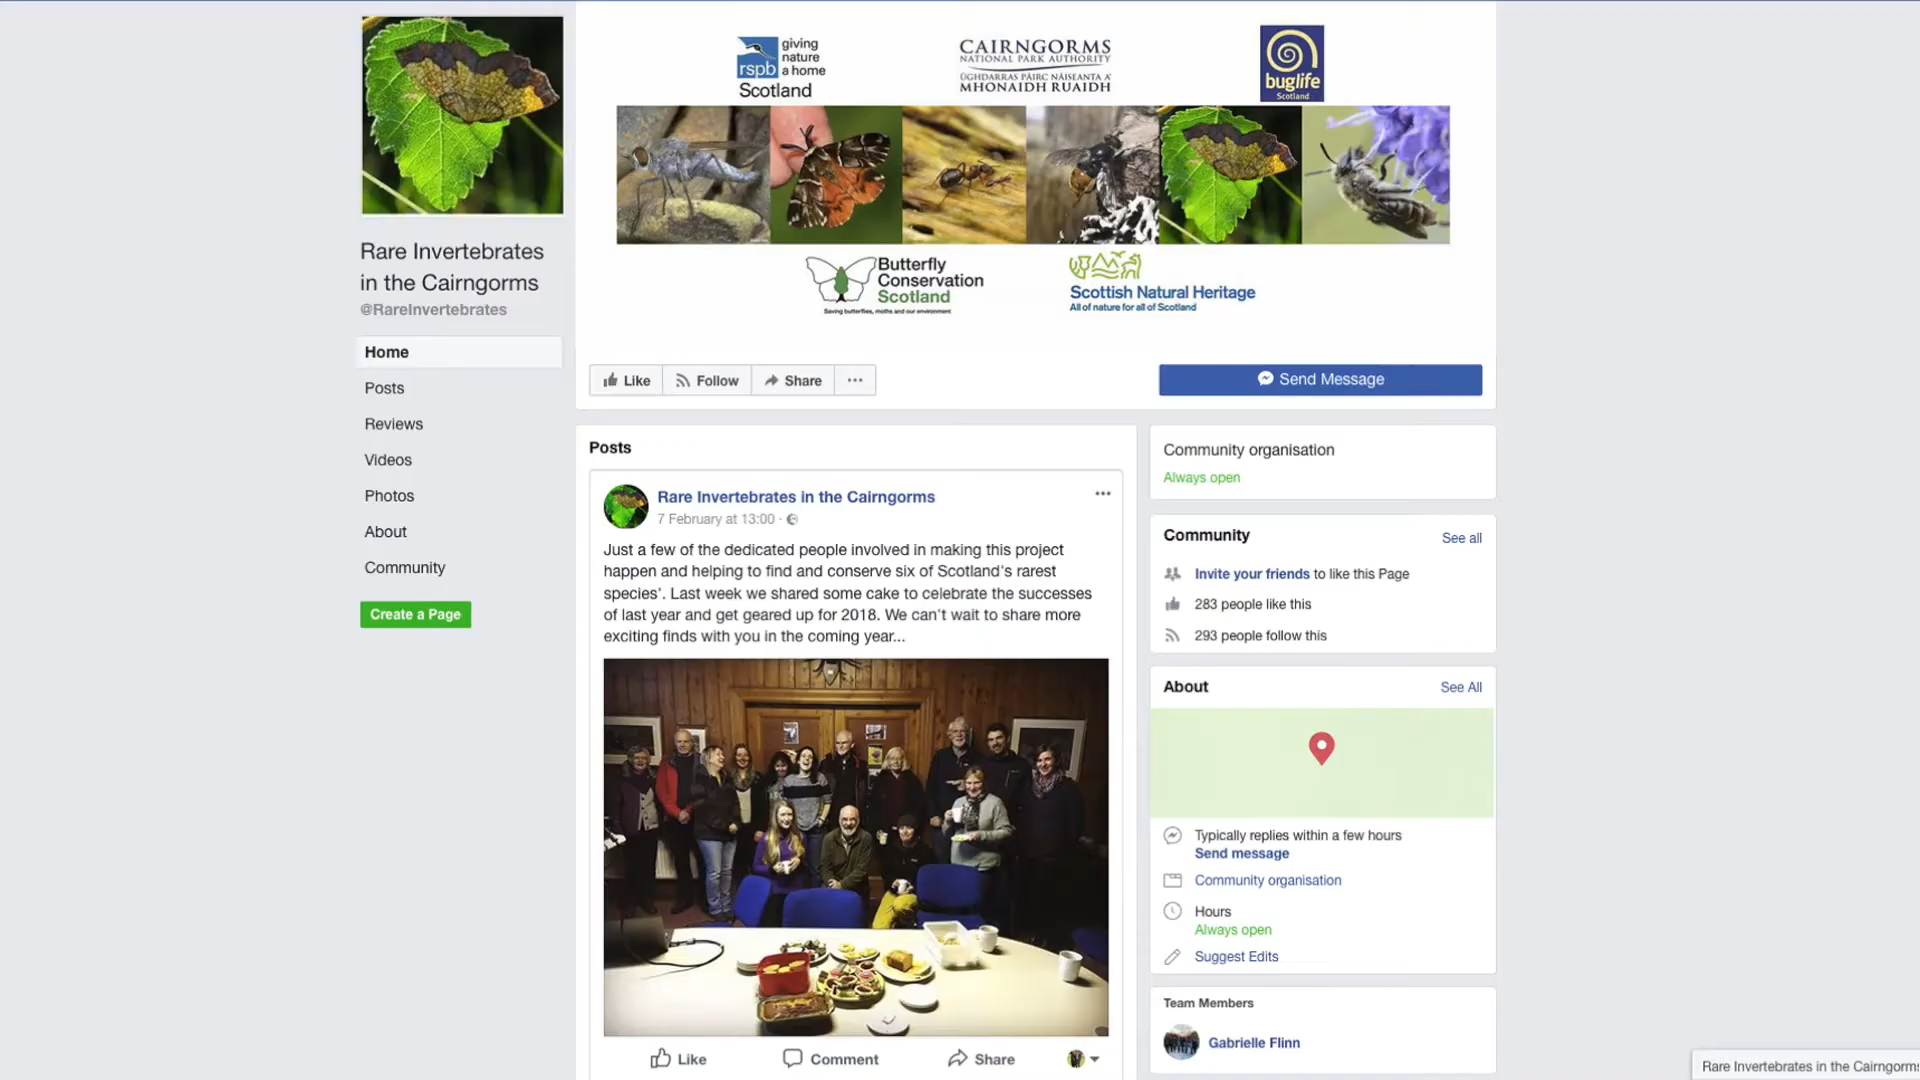 giving
nature
a home
rspb
Scotland
CAIRNGORMS
NATIONAL PARK AUTHORITY
ÙGHDARRAS PÀIRC NÀISEANTA A'
MHONAIDH RUAIDH
buglife
Scotland
Butterfly
Conservation
Scotland
Saving butterflies, moths and our environment
Scottish Natural Heritage
All of nature for all of Scotland
Rare Invertebrates
in the Cairngorms
@RareInvertebrates
Home
Posts
Reviews
Videos
Photos
About
Community
Create a Page
Like
Follow
Share
Send Message
Posts
Rare Invertebrates in the Cairngorms
7 February at 13:00 ·
Just a few of the dedicated people involved in making this project
happen and helping to find and conserve six of Scotland's rarest
species'. Last week we shared some cake to celebrate the successes
of last year and get geared up for 2018. We can't wait to share more
exciting finds with you in the coming year...
Like
Comment
Share
Community organisation
Always open
Community
See all
Invite your friends to like this Page
283 people like this
293 people follow this
About
See All
Typically replies within a few hours
Send message
Community organisation
Hours
Always open
Suggest Edits
Team Members
Gabrielle Flinn
Rare Invertebrates in the Cairngorms